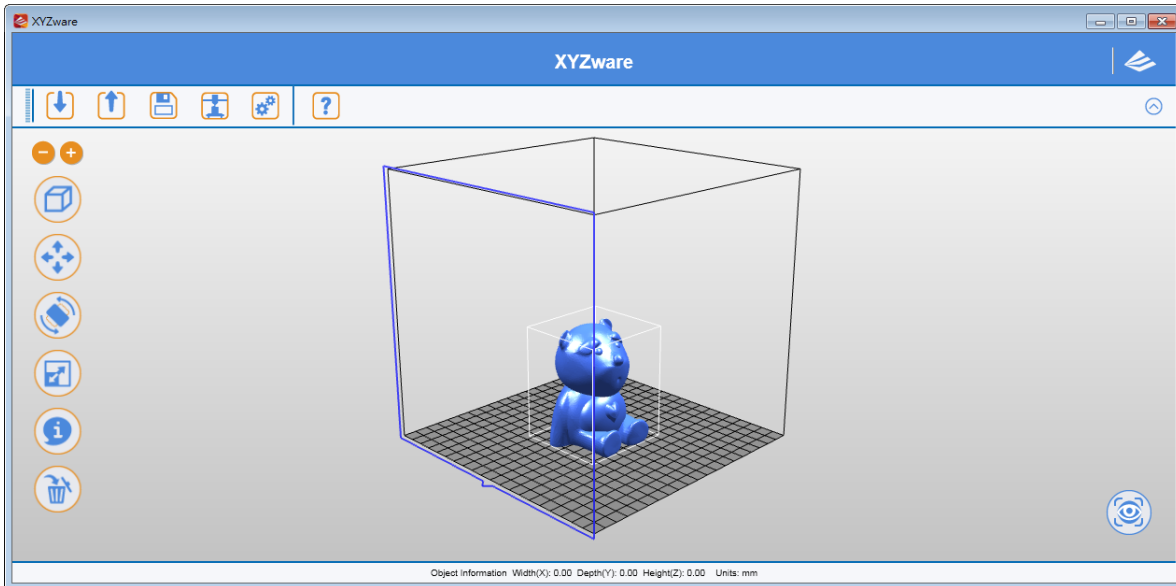 XYZware
XYZware
?
i
Object Information Width(X): 0.00 Depth(Y): 0.00 Height(Z): 0.00 Units: mm